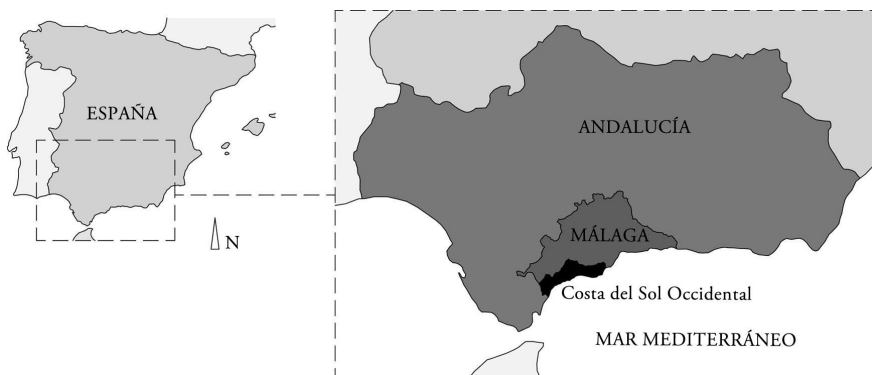 ESPAÑA
N
ANDALUCÍA
MÁLAGA
Costa del Sol Occidental
MAR MEDITERRÁNEO